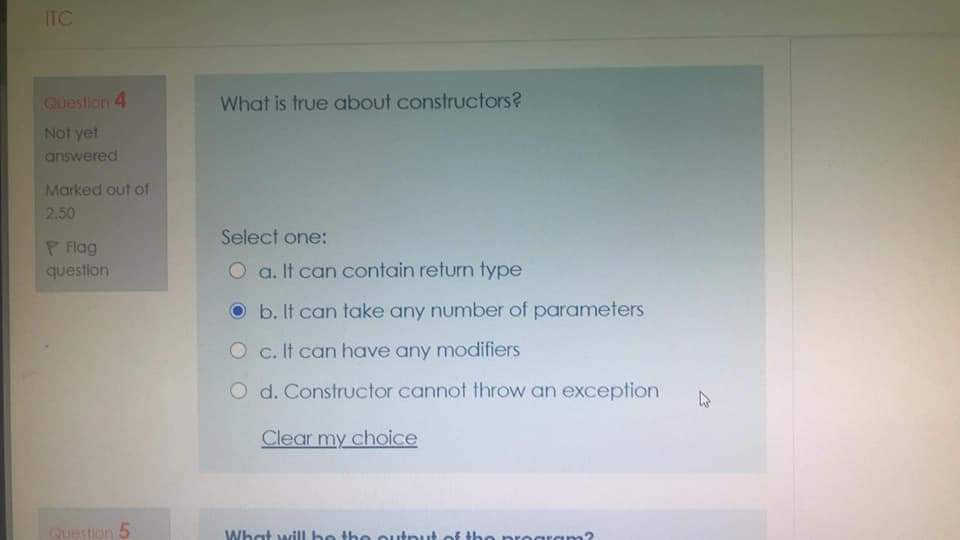 ITC
Question 4
Not yet
answered
Marked out of
2.50
Flag
question
What is true about constructors?
Select one:
a. It can contain return type
b. It can take any number of parameters
c. It can have any modifiers
d. Constructor cannot throw an exception
Clear my choice
Question 5
What will be the output of the program?